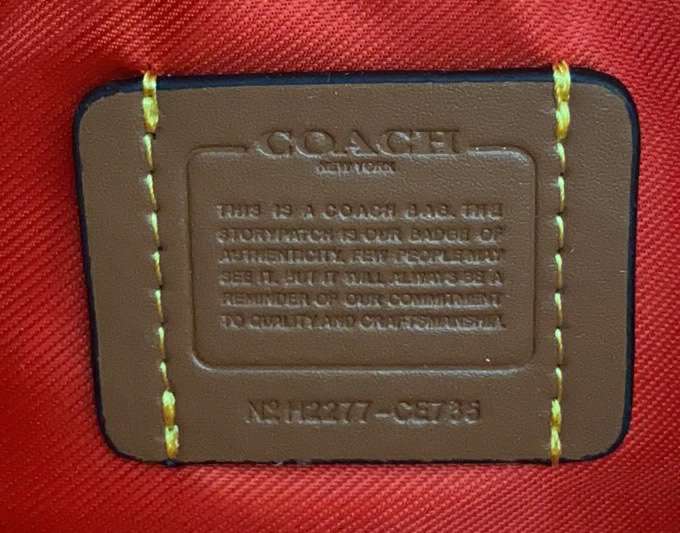 COACH
NEW YORK
THIS IS A COACH BAG. THE
STORYPATCH IS OUR BADGE OF
AUTHENTICITY. FEW PEOPLE MAY
SEE IT, BUT IT WILL ALWAYS BE A
REMINDER OF OUR COMMITMENT
TO QUALITY AND CRAFTSMANSHIP.
Nº H2277-CE735